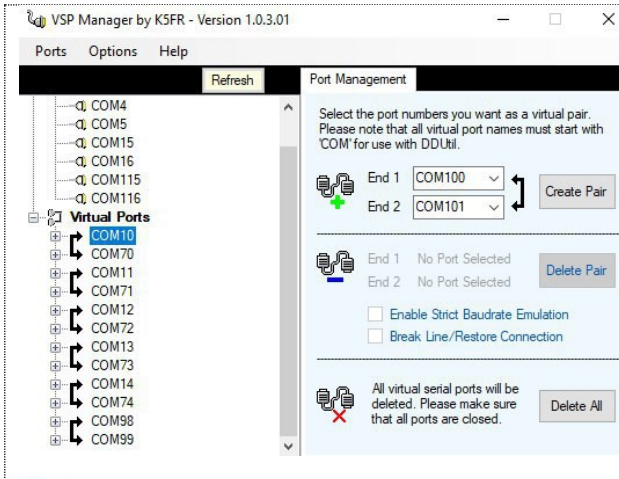 VSP Manager by K5FR - Version 1.0.3.01
Ports Options Help
Refresh
COM4
COM5
COM15
COM16
COM115
COM116
Virtual Ports
COM10
COM70
COM11
COM71
COM12
COM72
COM13
COM73
COM14
COM74
COM98
COM99
Port Management
Select the port numbers you want as a virtual pair.
Please note that all virtual port names must start with
'COM' for use with DDUtil.
End 1 COM100
End 2 COM101
Create Pair
End 1 No Port Selected
End 2 No Port Selected
Delete Pair
Enable Strict Baudrate Emulation
Break Line/Restore Connection
All virtual serial ports will be
deleted. Please make sure
that all ports are closed.
Delete All